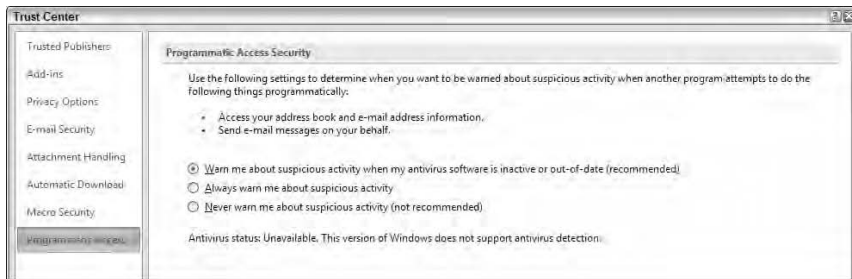 Trust Center
Trusted Publishers
Add-ins
Privacy Options
E-mail Security
Attachment Handling
Automatic Download
Macro Security
Programmatic Access Security
Use the following settings to determine when you want to be warned about suspicious activity when another program attempts to do the
following things programmatically:
• Access your address book and e-mail address information.
• Send e-mail messages on your behalf.
Warn me about suspicious activity when my antivirus software is inactive or out-of-date (recommended)
Always warn me about suspicious activity
Never warn me about suspicious activity (not recommended)
Antivirus status: Unavailable. This version of Windows does not support antivirus detection.